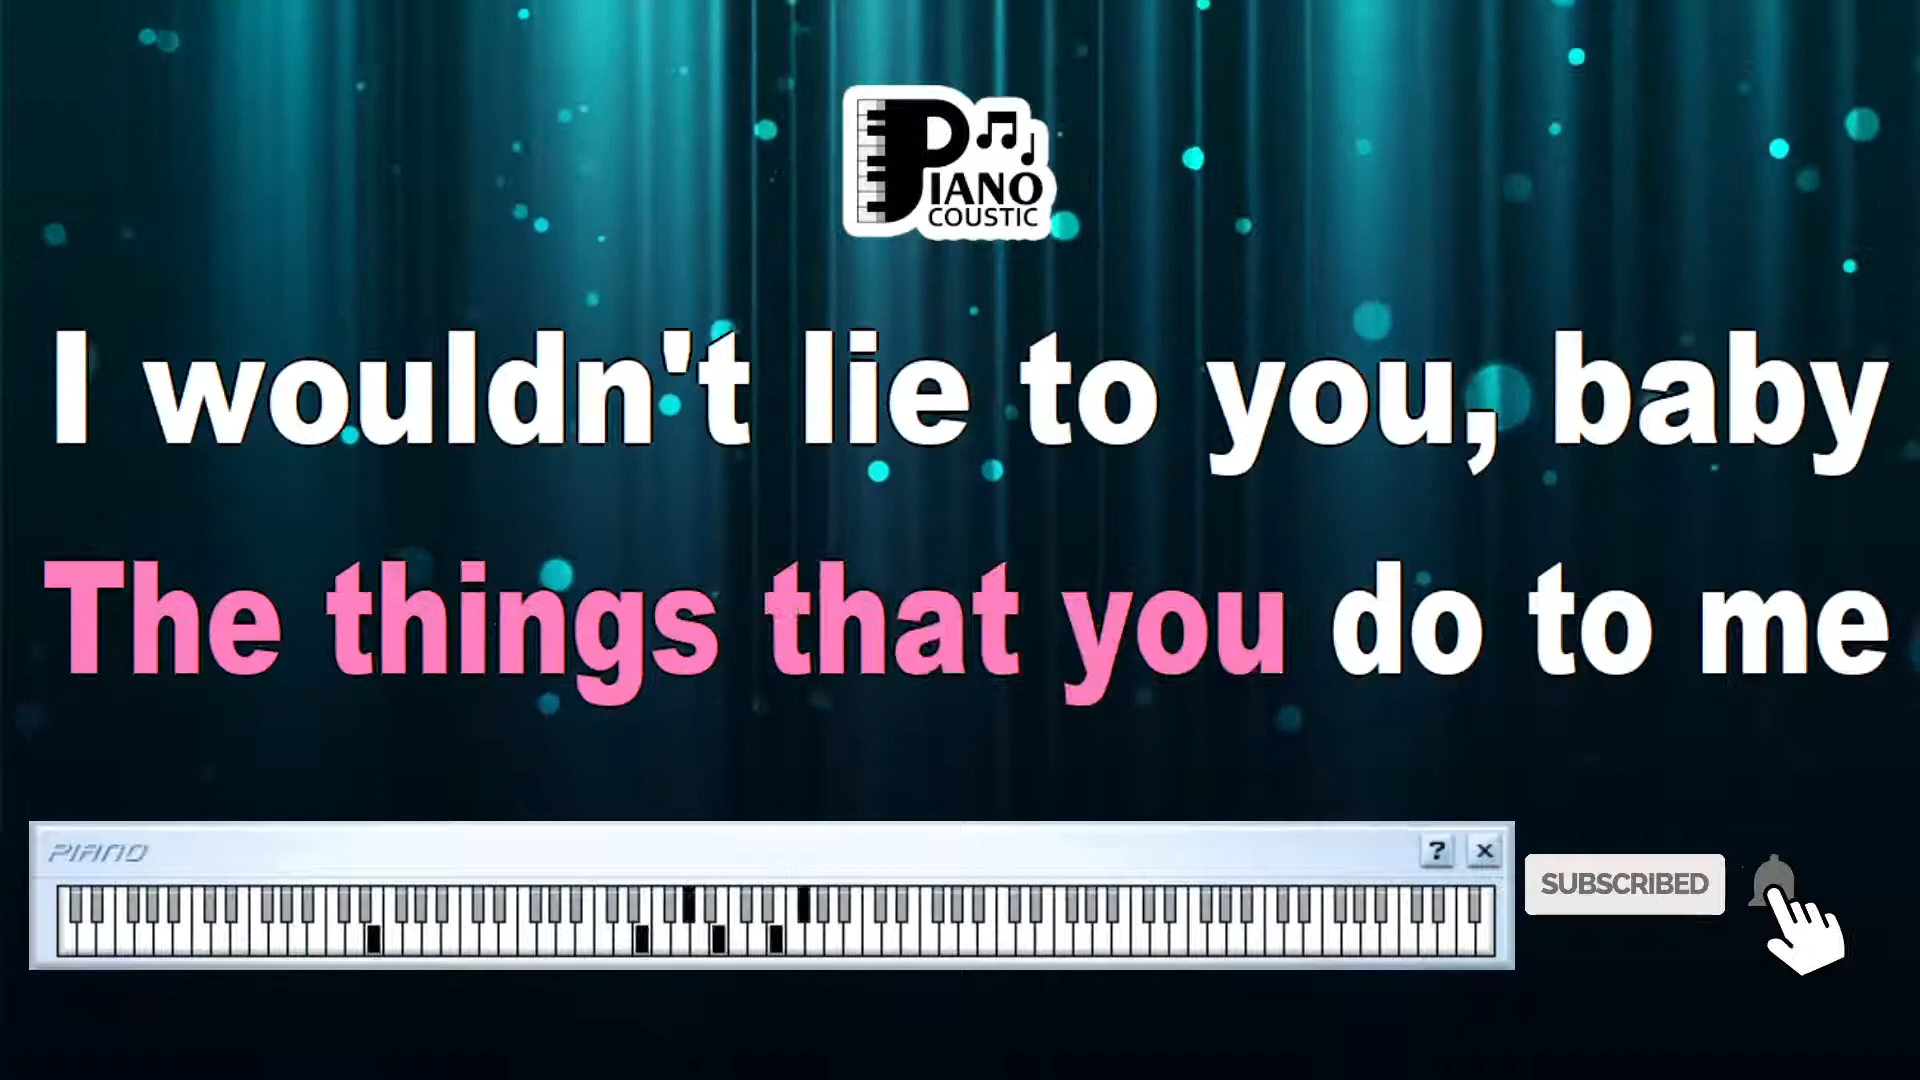 PIANO
COUSTIC
I wouldn't lie to you, baby
The things that you do to me
PIANO
? x
SUBSCRIBED